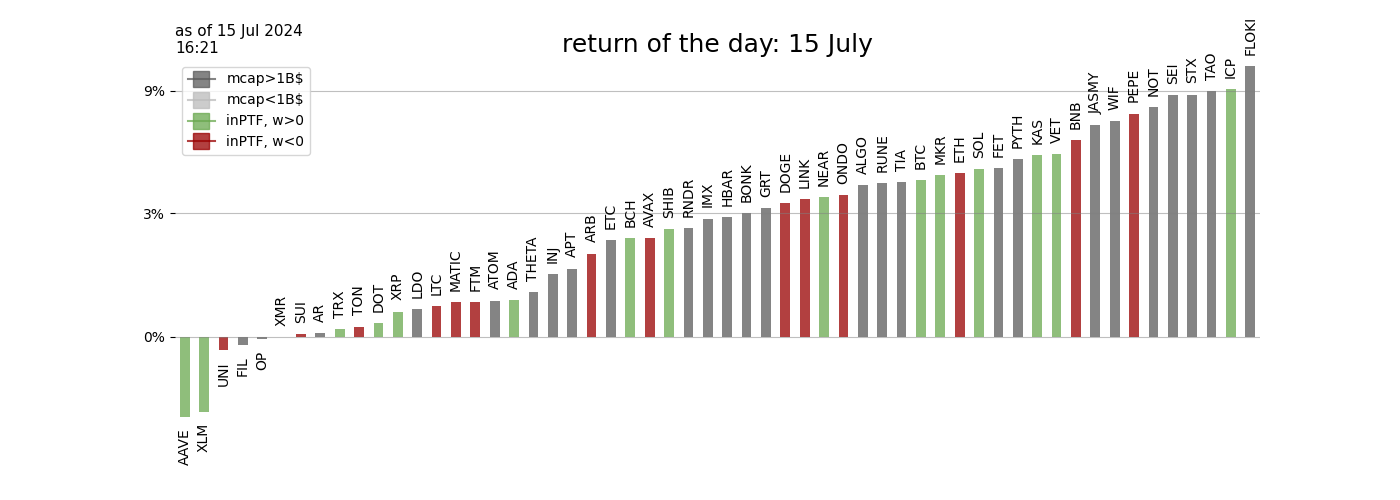 as of 15 Jul 2024
16:21
return of the day: 15 July
mcap>1B$
mcap<1B$
inPTF, w>0
inPTF, w<0
9%
3%
0%
AAVE
XLM
UNI
FIL
OP
XMR
SUI
AR
TRX
TON
DOT
XRP
LDO
LTC
MATIC
FTM
ATOM
ADA
THETA
INJ
APT
ARB
ETC
BCH
AVAX
SHIB
RNDR
IMX
HBAR
BONK
GRT
DOGE
LINK
NEAR
ONDO
ALGO
RUNE
TIA
BTC
MKR
ETH
SOL
FET
PYTH
KAS
VET
BNB
JASMY
WIF
PEPE
NOT
SEI
STX
TAO
ICP
FLOKI